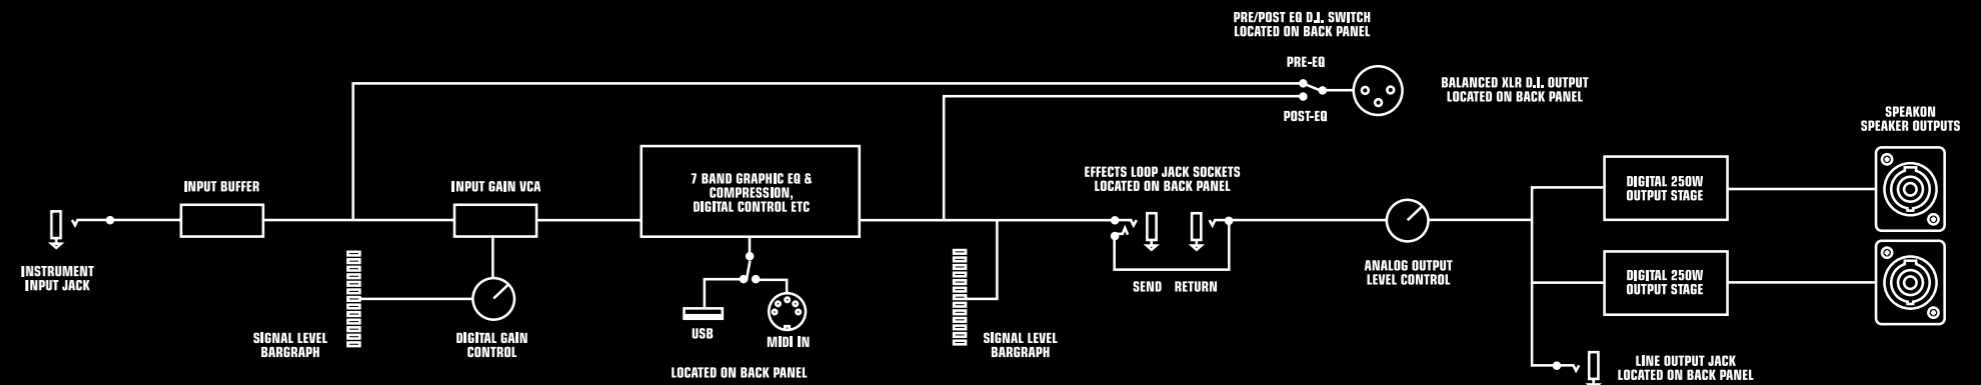 PRE/POST EQ D.I. SWITCH
LOCATED ON BACK PANEL
PRE-EQ
POST-EQ
BALANCED XLR D.I. OUTPUT
LOCATED ON BACK PANEL
SPEAKON
SPEAKER OUTPUTS
INSTRUMENT
INPUT JACK
INPUT BUFFER
INPUT GAIN VCA
7 BAND GRAPHIC EQ &
COMPRESSION,
DIGITAL CONTROL ETC
EFFECTS LOOP JACK SOCKETS
LOCATED ON BACK PANEL
SEND RETURN
ANALOG OUTPUT
LEVEL CONTROL
DIGITAL 250W
OUTPUT STAGE
DIGITAL 250W
OUTPUT STAGE
SIGNAL LEVEL
BARGRAPH
DIGITAL GAIN
CONTROL
USB
MIDI IN
LOCATED ON BACK PANEL
SIGNAL LEVEL
BARGRAPH
LINE OUTPUT JACK
LOCATED ON BACK PANEL